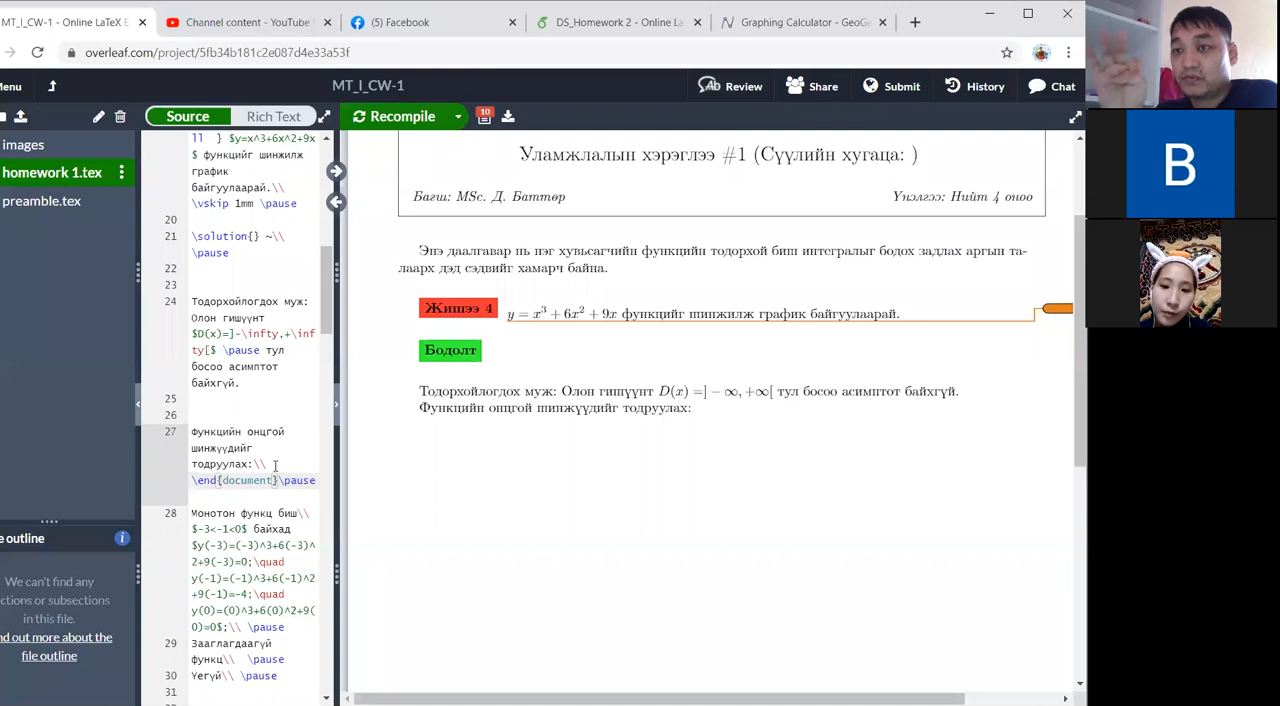 MT_I_CW-1 - Online LaTeX E
Channel content - YouTube
(5) Facebook
DS_Homework 2 - Online La
Graphing Calculator - GeoGe
overleaf.com/project/5fb34b181c2e087d4e33a53f
Menu
MT_I_CW-1
Review
Share
Submit
History
Chat
Source
Rich Text
Recompile
10
images
homework 1.tex
preamble.tex
ll } $y=x^3+6x^2+9x
$ функцийг шинжилж
график
байгуулаарай.\\
\vskip 1mm \pause
20
21 \solution{} ~\\
\pause
22
23
24 Тодорхойлогдох муж:
Олон гишүүнт
$D(x)=]-\infty,+\inf
ty[$ \pause тул
босоо асимптот
байхгүй.
25
26
27 Функцийн онцгой
шинжүүдийг
тодруулах:\\
\end{document}\pause
28 Монотон функц биш\\
$-3<-1<0$ байхад
$y(-3)=(-3)^3+6(-3)^
2+9(-3)=0;\quad
y(-1)=(-1)^3+6(-1)^2
+9(-1)=-4;\quad
y(0)=(0)^3+6(0)^2+9(
0)=0$;\\ \pause
29 Зааглагдаагүй
функц\\ \pause
30 Үегүй\\ \pause
31
e outline
We can't find any
ctions or subsections
in this file.
nd out more about the
file outline
Уламжлалын хэрэглээ #1 (Сүүлийн хугаца: )
Багш: MSc. Д. Баттөр
Үнэлгээ: Нийт 4 оноо
Энэ даалгавар нь нэг хувьсагчийн функцийн тодорхой биш интегралыг бодох задлах аргын та-
лаарх дэд сэдвийг хамарч байна.
Жишээ 4 y = x³ + 6x² + 9x функцийг шинжилж график байгуулаарай.
Бодолт
Тодорхойлогдох муж: Олон гишүүнт D(x) =] − ∞, +∞[ тул босоо асимптот байхгүй.
Функцийн онцгой шинжүүдийг тодруулах:
B